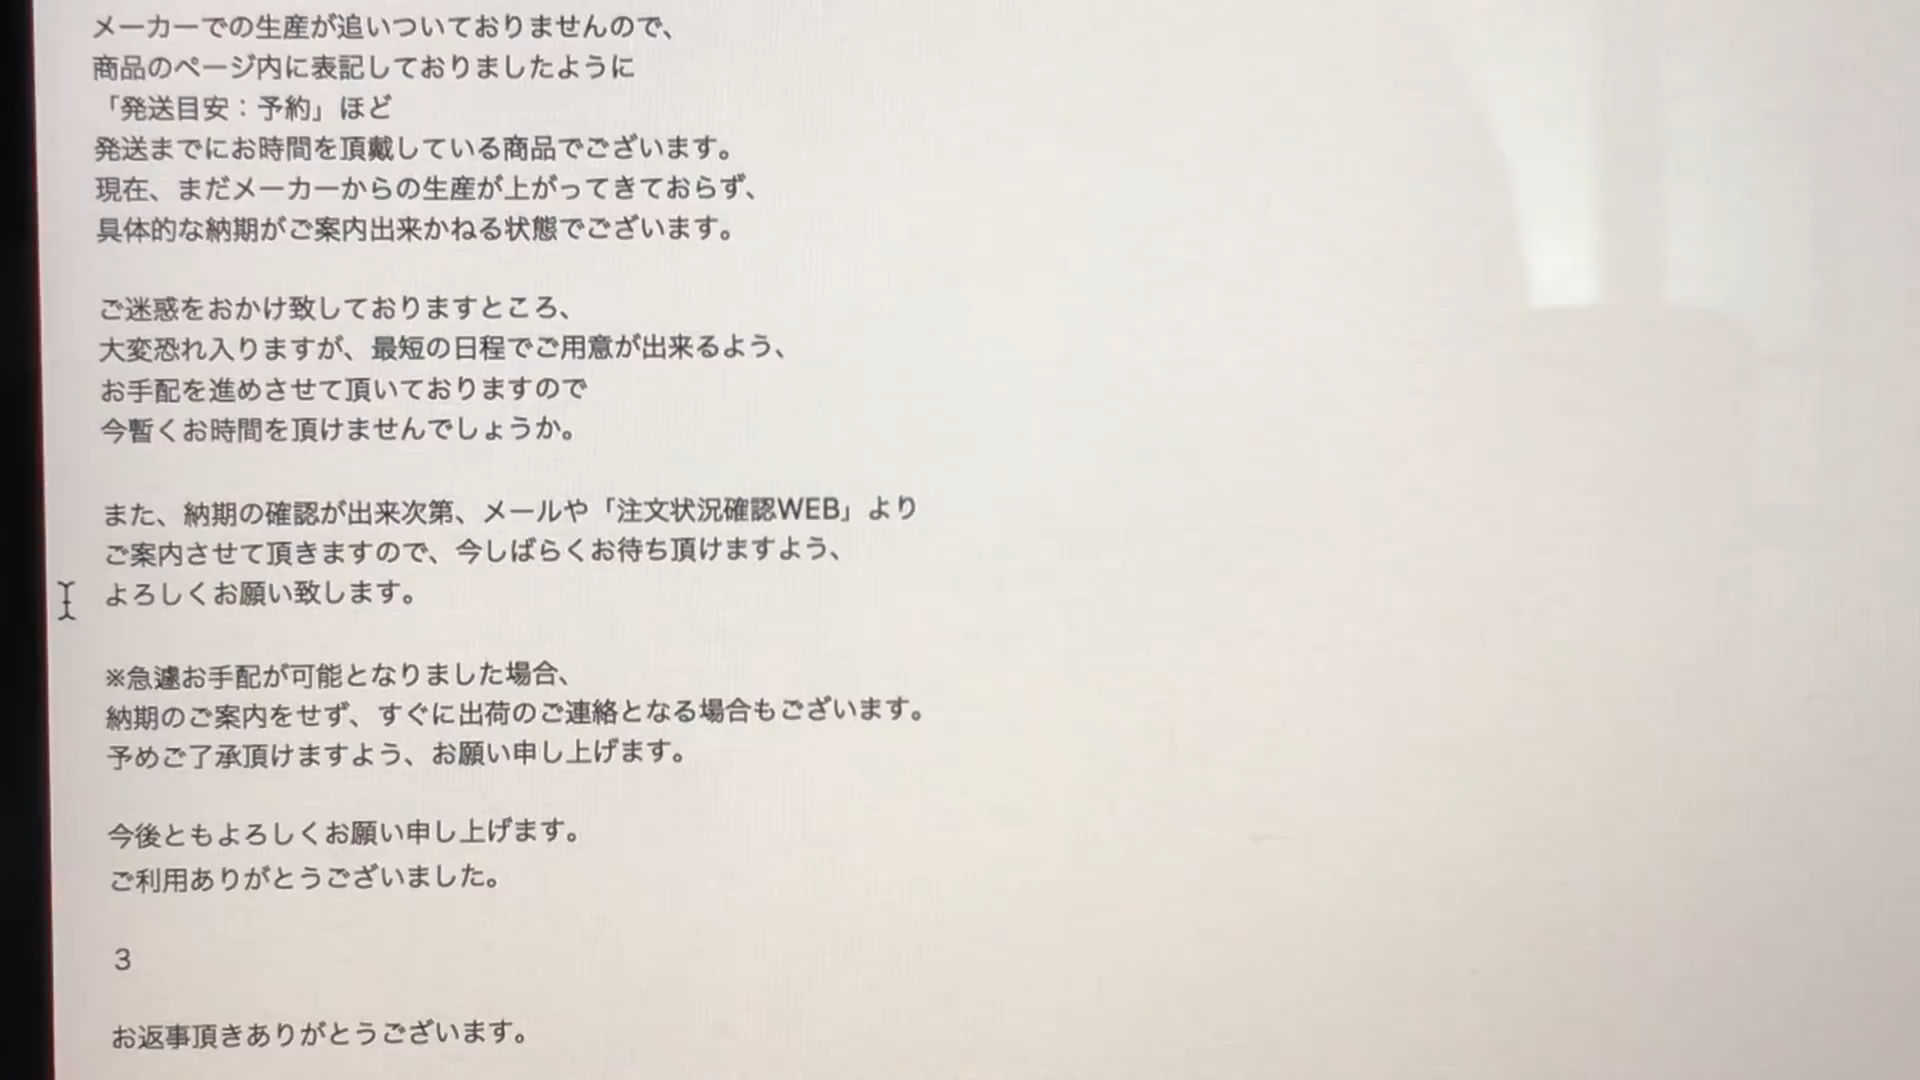 メーカーでの生産が追いついておりませんので、
商品のページ内に表記しておりましたように
「発送目安：予約」ほど
発送までにお時間を頂戴している商品でございます。
現在、まだメーカーからの生産が上がってきておらず、
具体的な納期がご案内出来かねる状態でございます。
ご迷惑をおかけ致しておりますところ、
大変恐れ入りますが、最短の日程でご用意が出来るよう、
お手配を進めさせて頂いておりますので
今暫くお時間を頂けませんでしょうか。
また、納期の確認が出来次第、メールや「注文状況確認WEB」より
ご案内させて頂きますので、今しばらくお待ち頂けますよう、
よろしくお願い致します。
※急遽お手配が可能となりました場合、
納期のご案内をせず、すぐに出荷のご連絡となる場合もございます。
予めご了承頂けますよう、お願い申し上げます。
今後ともよろしくお願い申し上げます。
ご利用ありがとうございました。
3
お返事頂きありがとうございます。